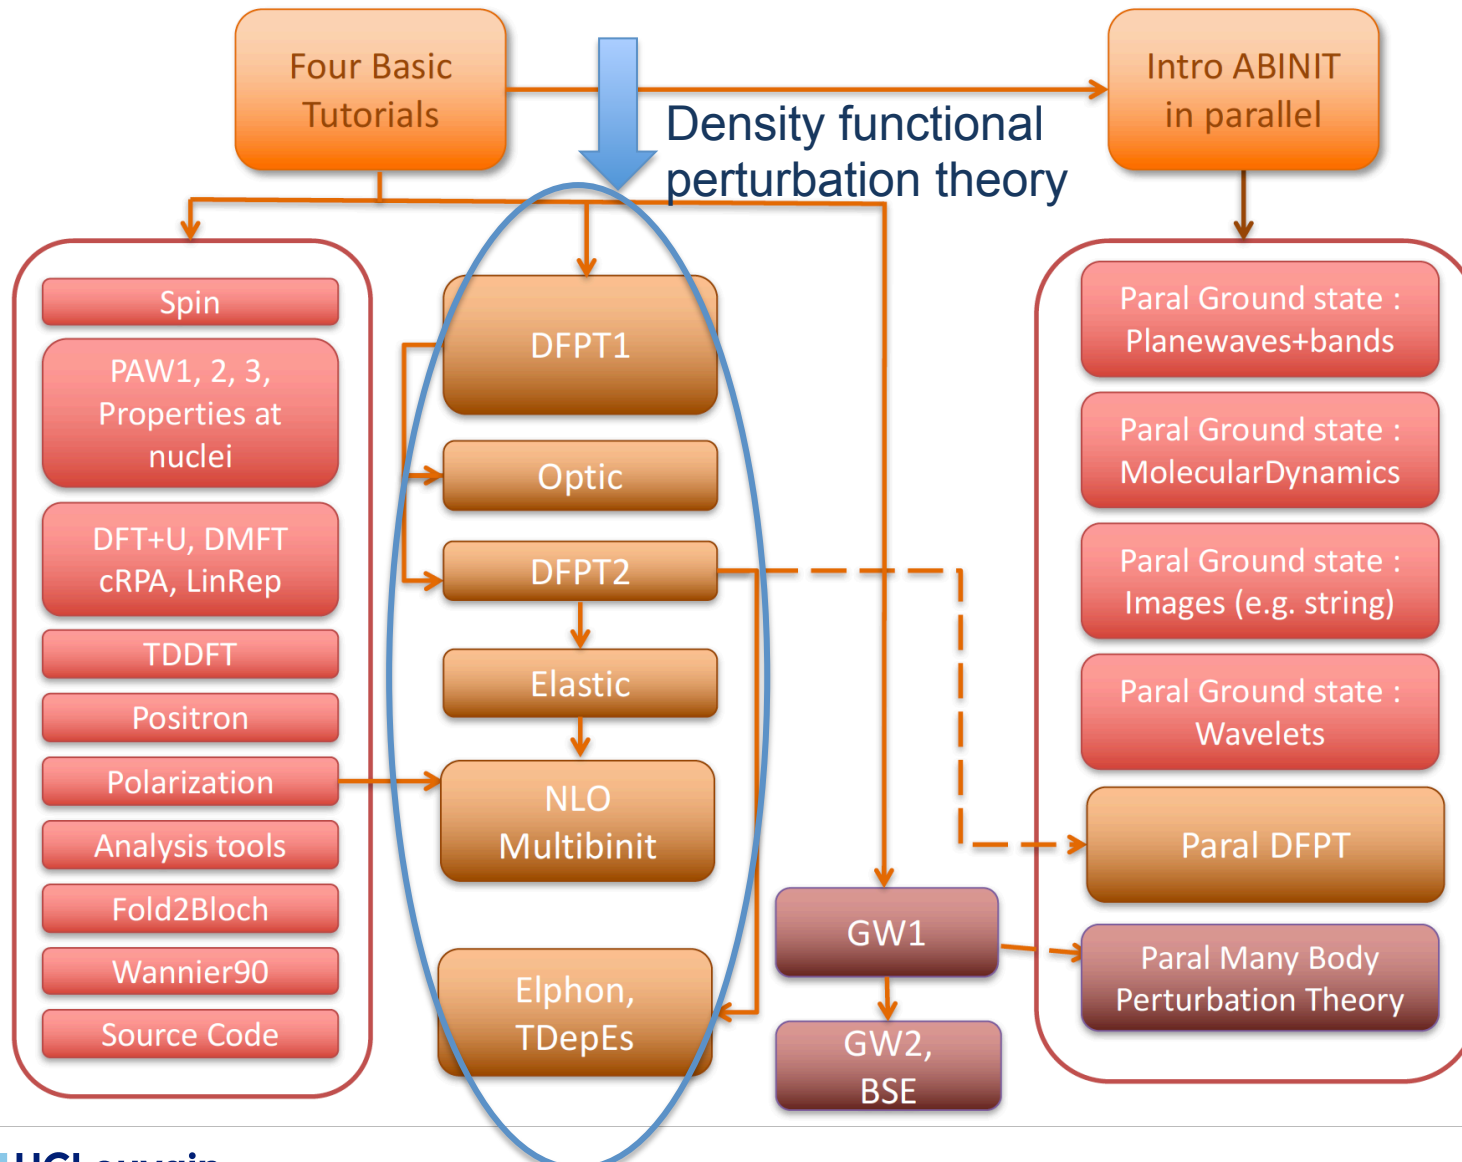 Four Basic
Tutorials
Intro ABINIT
in parallel
Density functional
perturbation theory
Spin
PAW1, 2, 3,
Properties at
nuclei
DFT+U, DMFT
cRPA, LinRep
TDDFT
Positron
Polarization
Analysis tools
Fold2Bloch
Wannier90
Source Code
DFPT1
Optic
DFPT2
Elastic
NLO
Multibinit
Elphon,
TDepEs
GW1
GW2,
BSE
Paral Ground state :
Planewaves+bands
Paral Ground state :
MolecularDynamics
Paral Ground state :
Images (e.g. string)
Paral Ground state :
Wavelets
Paral DFPT
Paral Many Body
Perturbation Theory
UCLouvain